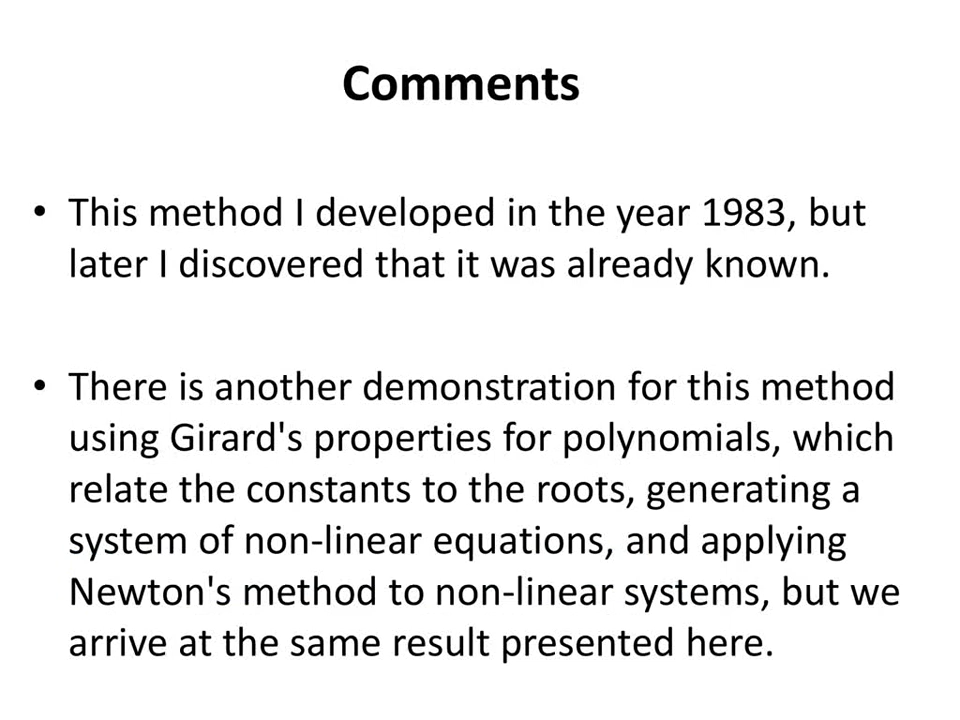 Comments
• This method I developed in the year 1983, but
later I discovered that it was already known.
• There is another demonstration for this method
using Girard's properties for polynomials, which
relate the constants to the roots, generating a
system of non-linear equations, and applying
Newton's method to non-linear systems, but we
arrive at the same result presented here.